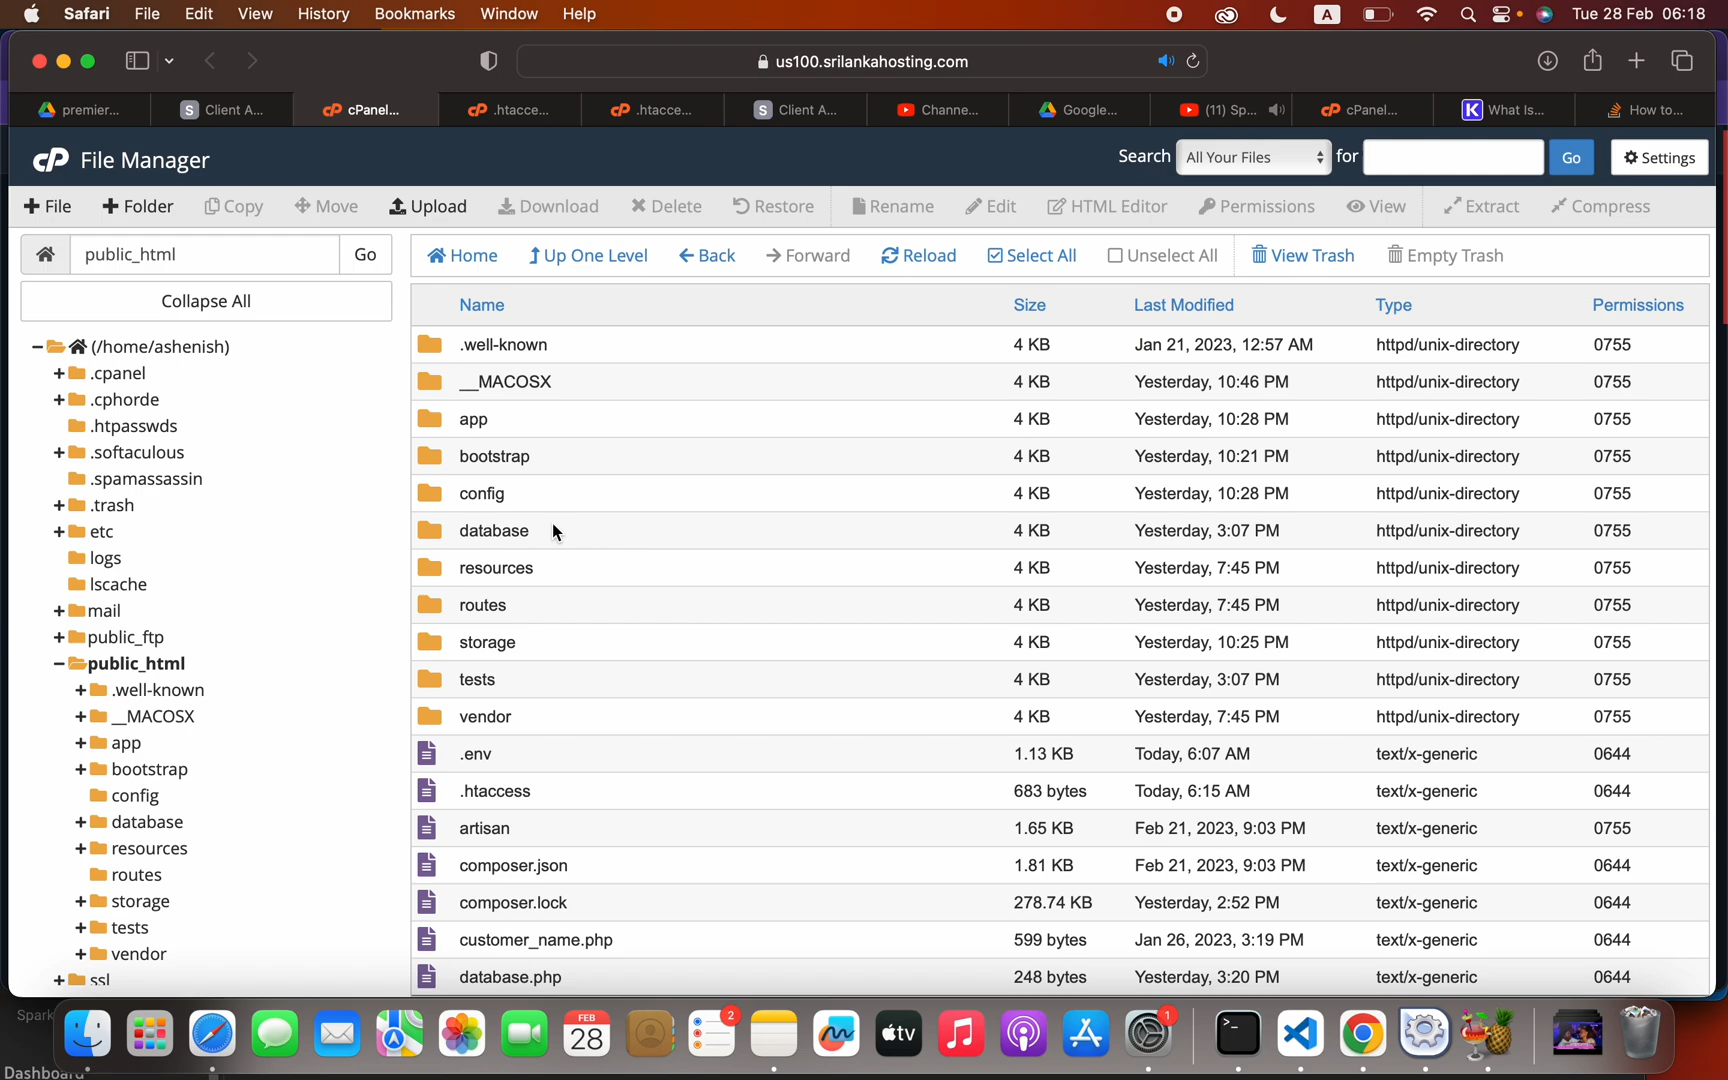 Safari File Edit View History Bookmarks Window Help A Tue 28 Feb 06:18
us100.srilankahosting.com
premier... S Client A... cP cPanel... cP .htacce... cP .htacce... S Client A... Channe... Google... (11) Sp... cP cPanel... K What Is... How to...
cP File Manager Search All Your Files for Go Settings
+ File + Folder Copy Move Upload Download Delete Restore Rename Edit HTML Editor Permissions View Extract Compress
public_html Go Home Up One Level Back Forward Reload Select All Unselect All View Trash Empty Trash
Collapse All
Name Size Last Modified Type Permissions
(/home/ashenish)
.cpanel
.cphorde
.htpasswds
.softaculous
.spamassassin
.trash
etc
logs
lscache
mail
public_ftp
public_html
.well-known
__MACOSX
app
bootstrap
config
database
resources
routes
storage
tests
vendor
ssl
.well-known 4 KB Jan 21, 2023, 12:57 AM httpd/unix-directory 0755
__MACOSX 4 KB Yesterday, 10:46 PM httpd/unix-directory 0755
app 4 KB Yesterday, 10:28 PM httpd/unix-directory 0755
bootstrap 4 KB Yesterday, 10:21 PM httpd/unix-directory 0755
config 4 KB Yesterday, 10:28 PM httpd/unix-directory 0755
database 4 KB Yesterday, 3:07 PM httpd/unix-directory 0755
resources 4 KB Yesterday, 7:45 PM httpd/unix-directory 0755
routes 4 KB Yesterday, 7:45 PM httpd/unix-directory 0755
storage 4 KB Yesterday, 10:25 PM httpd/unix-directory 0755
tests 4 KB Yesterday, 3:07 PM httpd/unix-directory 0755
vendor 4 KB Yesterday, 7:45 PM httpd/unix-directory 0755
.env 1.13 KB Today, 6:07 AM text/x-generic 0644
.htaccess 683 bytes Today, 6:15 AM text/x-generic 0644
artisan 1.65 KB Feb 21, 2023, 9:03 PM text/x-generic 0755
composer.json 1.81 KB Feb 21, 2023, 9:03 PM text/x-generic 0644
composer.lock 278.74 KB Yesterday, 2:52 PM text/x-generic 0644
customer_name.php 599 bytes Jan 26, 2023, 3:19 PM text/x-generic 0644
database.php 248 bytes Yesterday, 3:20 PM text/x-generic 0644
Spark
FEB 2 tv 1
28
Dashboard